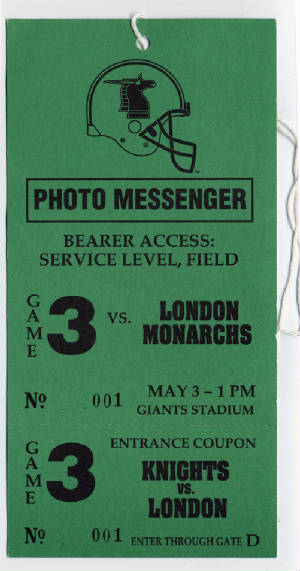 PHOTO MESSENGER
BEARER ACCESS:
SERVICE LEVEL, FIELD
GAME 3 vs. LONDON
MONARCHS
No 001 MAY 3 – 1 PM
GIANTS STADIUM
GAME 3 ENTRANCE COUPON
KNIGHTS
vs.
LONDON
No 001 ENTER THROUGH GATE D